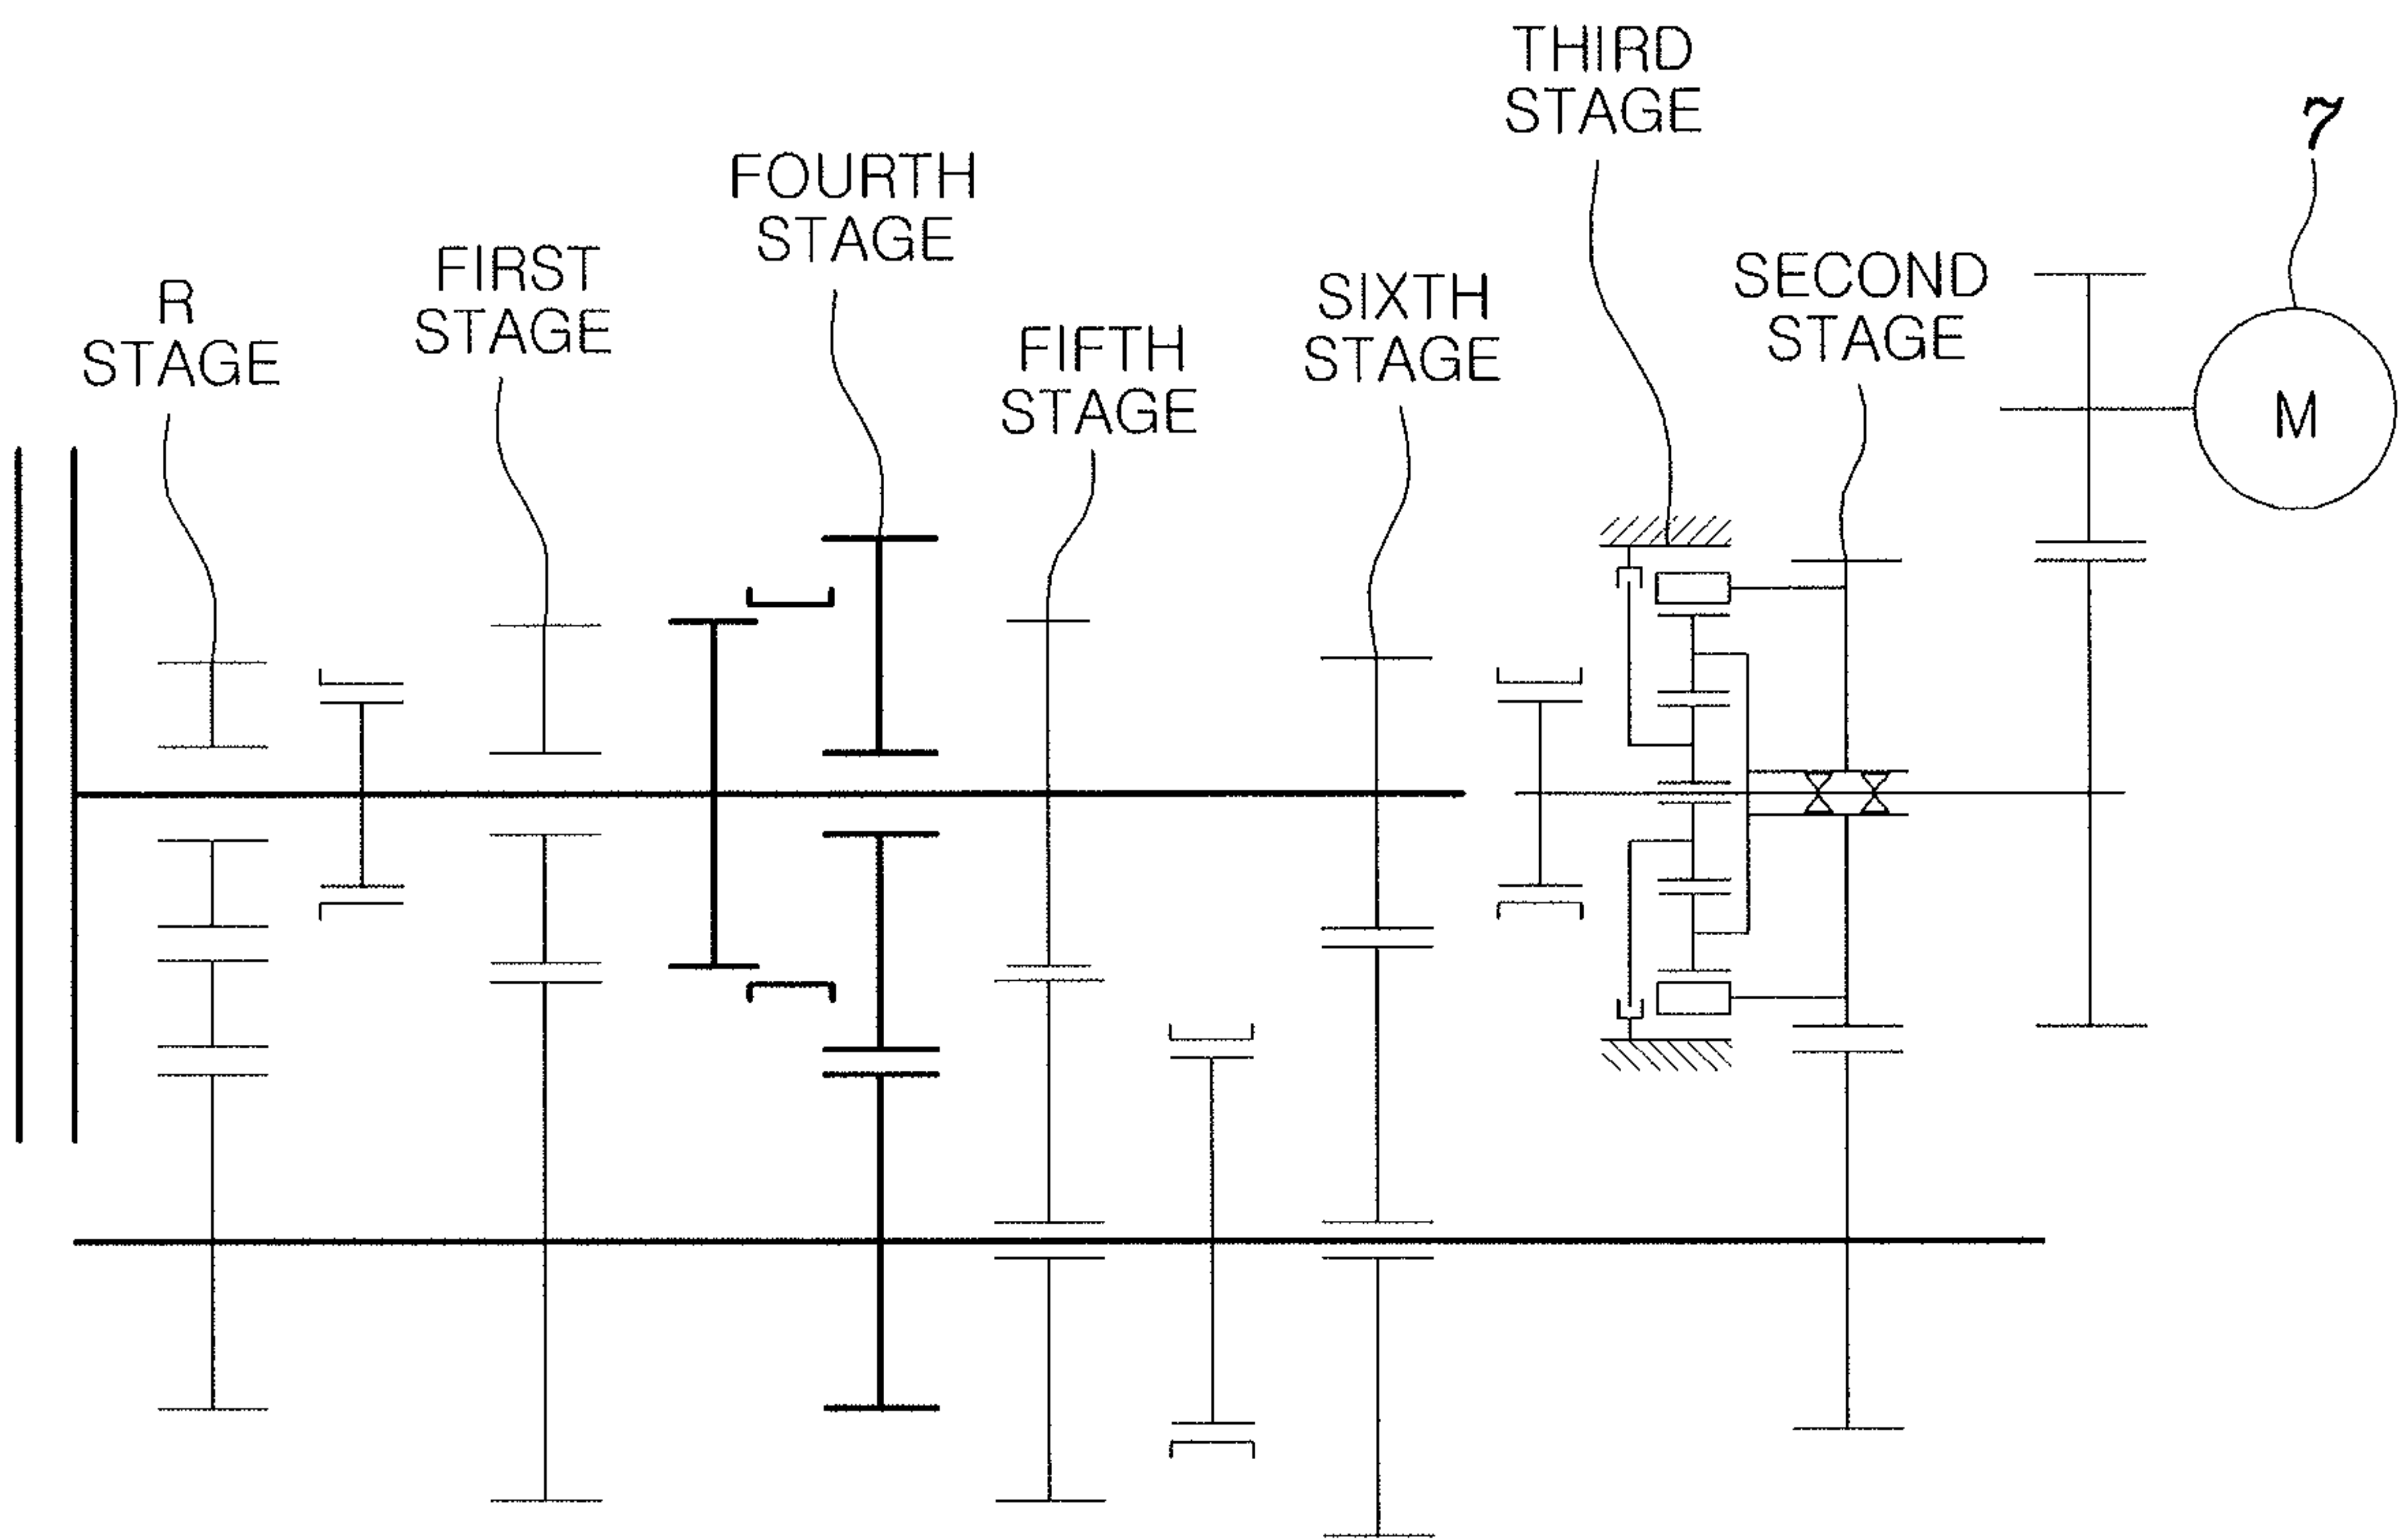 THIRD
STAGE
7
FOURTH
STAGE
FIRST
STAGE
SECOND
STAGE
SIXTH
STAGE
R
STAGE
FIFTH
STAGE
M